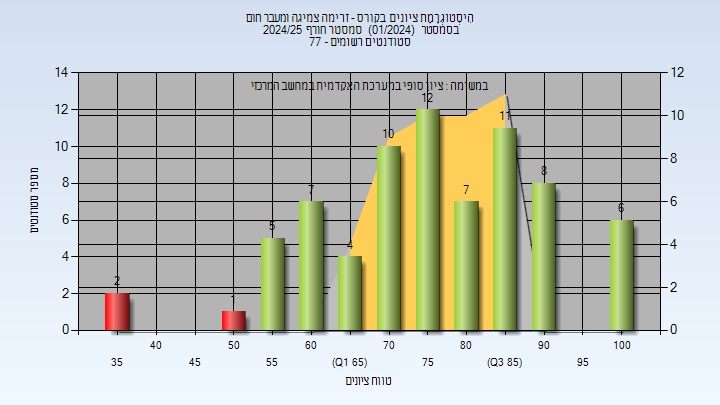 היסטוגרמת ציונים בקורס - זרימה צמיגה ומעבר חום
בסמסטר (01/2024) סמסטר חורף 2024/25
סטודנטים רשומים - 77
במשימה : ציון סופי במערכת האקדמית במחשב המרכזי
מספר סטודנטים
14 12 10 8 6 4 2 0
12 10 8 6 4 2 0
2 1 5 7 4 10 12 7 11 8 6
40 50 60 70 80 90 100
35 45 55 (Q1 65) 75 (Q3 85) 95
טווח ציונים